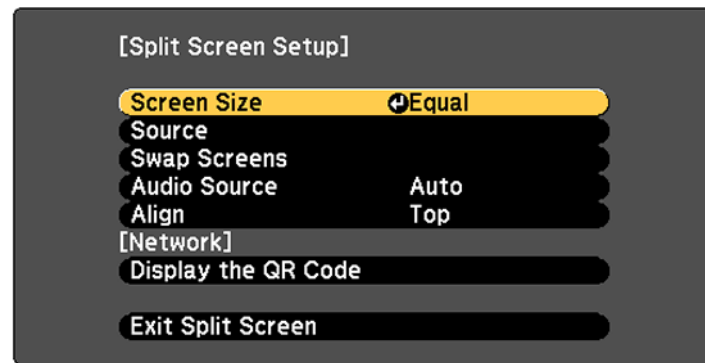 [Split Screen Setup]
Screen Size Equal
Source
Swap Screens
Audio Source Auto
Align Top
[Network]
Display the QR Code
Exit Split Screen